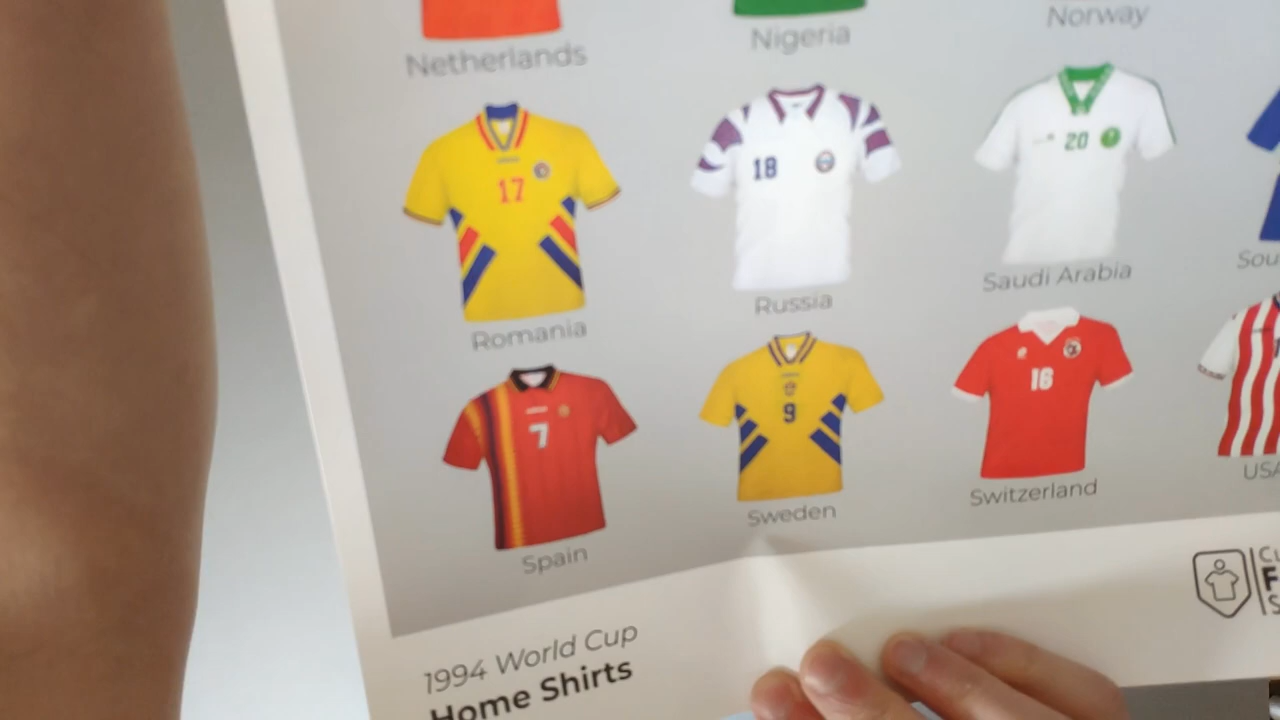 Netherlands
Nigeria
Norway
17
18
20
Romania
Russia
Saudi Arabia
Sou
7
9
16
Spain
Sweden
Switzerland
USA
1994 World Cup
Home Shirts